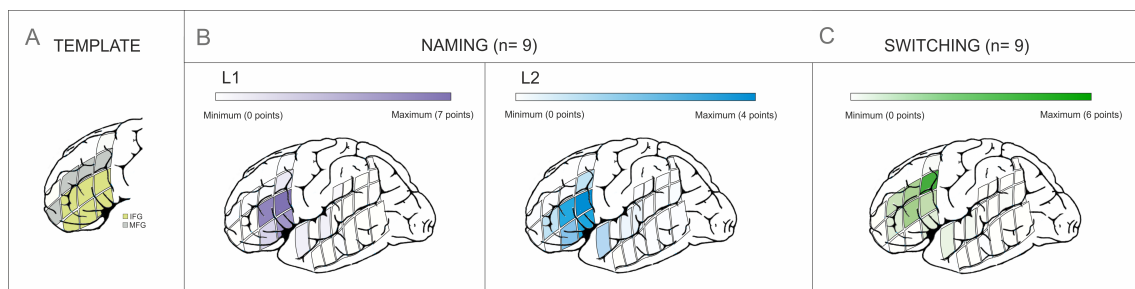 A
TEMPLATE
IFG
MFG
B
NAMING (n= 9)
L1
Minimum (0 points)
Maximum (7 points)
L2
Minimum (0 points)
Maximum (4 points)
C
SWITCHING (n= 9)
Minimum (0 points)
Maximum (6 points)